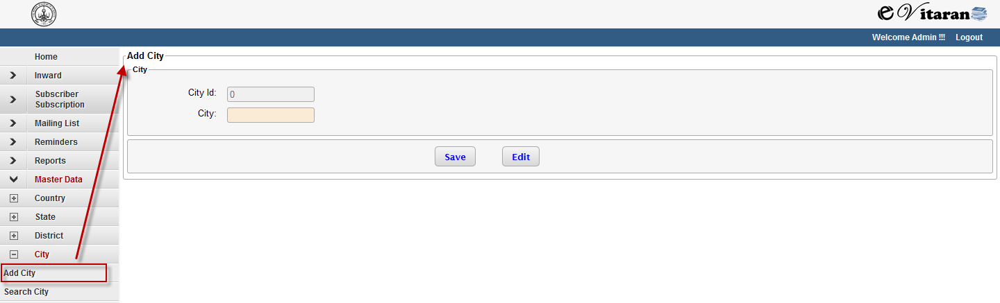 e Vitaran
Welcome Admin !!! Logout
Home
Inward
Subscriber
Subscription
Mailing List
Reminders
Reports
Master Data
Country
State
District
City
Add City
Search City
Add City
City
City Id: 0
City:
Save Edit